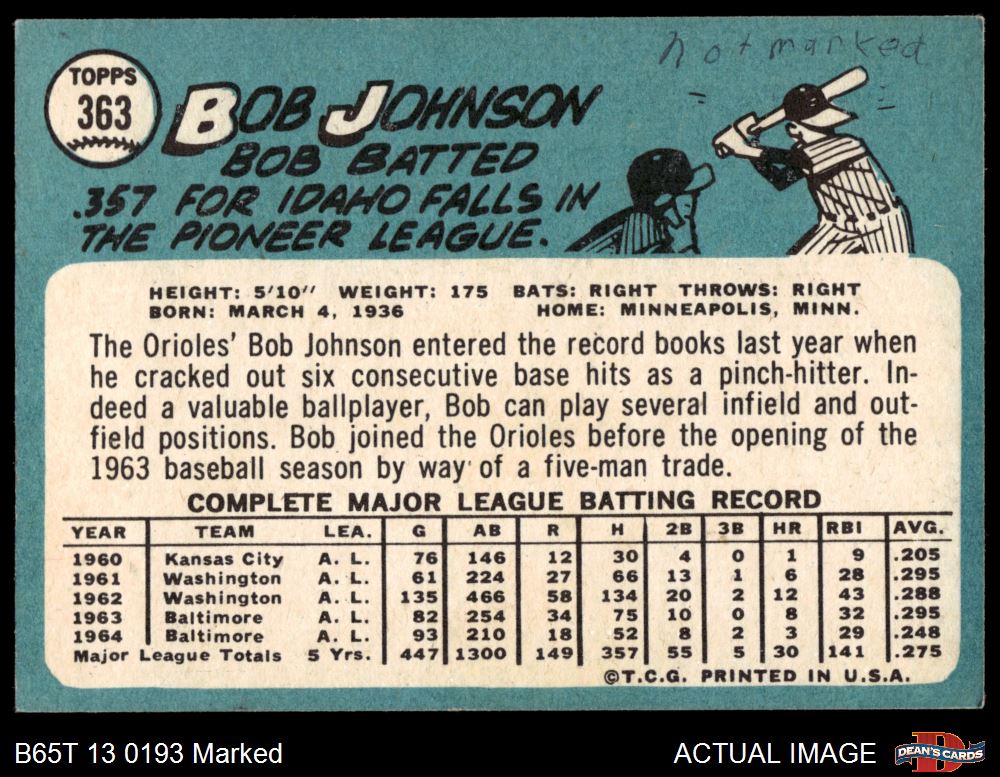 not marked
TOPPS
363
BOB JOHNSON
BOB BATTED
.357 FOR IDAHO FALLS IN
THE PIONEER LEAGUE.
HEIGHT: 5'10" WEIGHT: 175 BATS: RIGHT THROWS: RIGHT
BORN: MARCH 4, 1936 HOME: MINNEAPOLIS, MINN.
The Orioles' Bob Johnson entered the record books last year when
he cracked out six consecutive base hits as a pinch-hitter. In-
deed a valuable ballplayer, Bob can play several infield and out-
field positions. Bob joined the Orioles before the opening of the
1963 baseball season by way of a five-man trade.
COMPLETE MAJOR LEAGUE BATTING RECORD
YEAR TEAM LEA. G AB R H 2B 3B HR RBI AVG.
1960 Kansas City A. L. 76 146 12 30 4 0 1 9 .205
1961 Washington A. L. 61 224 27 66 13 1 6 28 .295
1962 Washington A. L. 135 466 58 134 20 2 12 43 .288
1963 Baltimore A. L. 82 254 34 75 10 0 8 32 .295
1964 Baltimore A. L. 93 210 18 52 8 2 3 29 .248
Major League Totals 5 Yrs. 447 1300 149 357 55 5 30 141 .275
©T.C.G. PRINTED IN U.S.A.
B65T 13 0193 Marked ACTUAL IMAGE DEAN'S CARDS